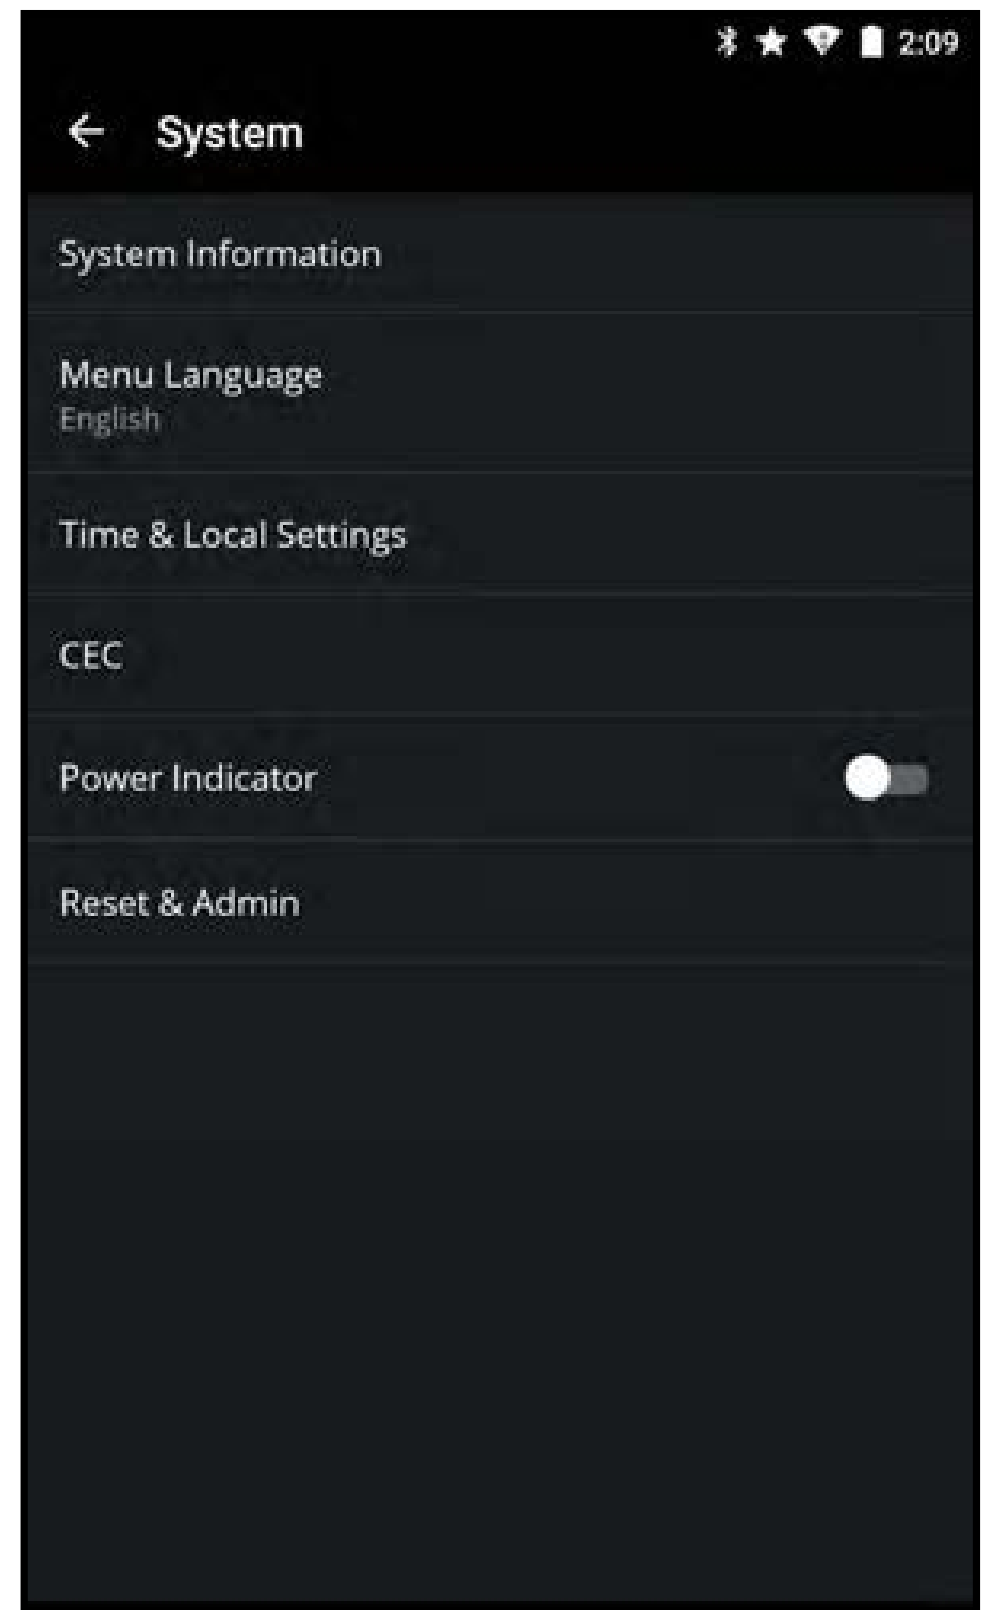 2:09
System
System Information
Menu Language
English
Time & Local Settings
CEC
Power Indicator
Reset & Admin